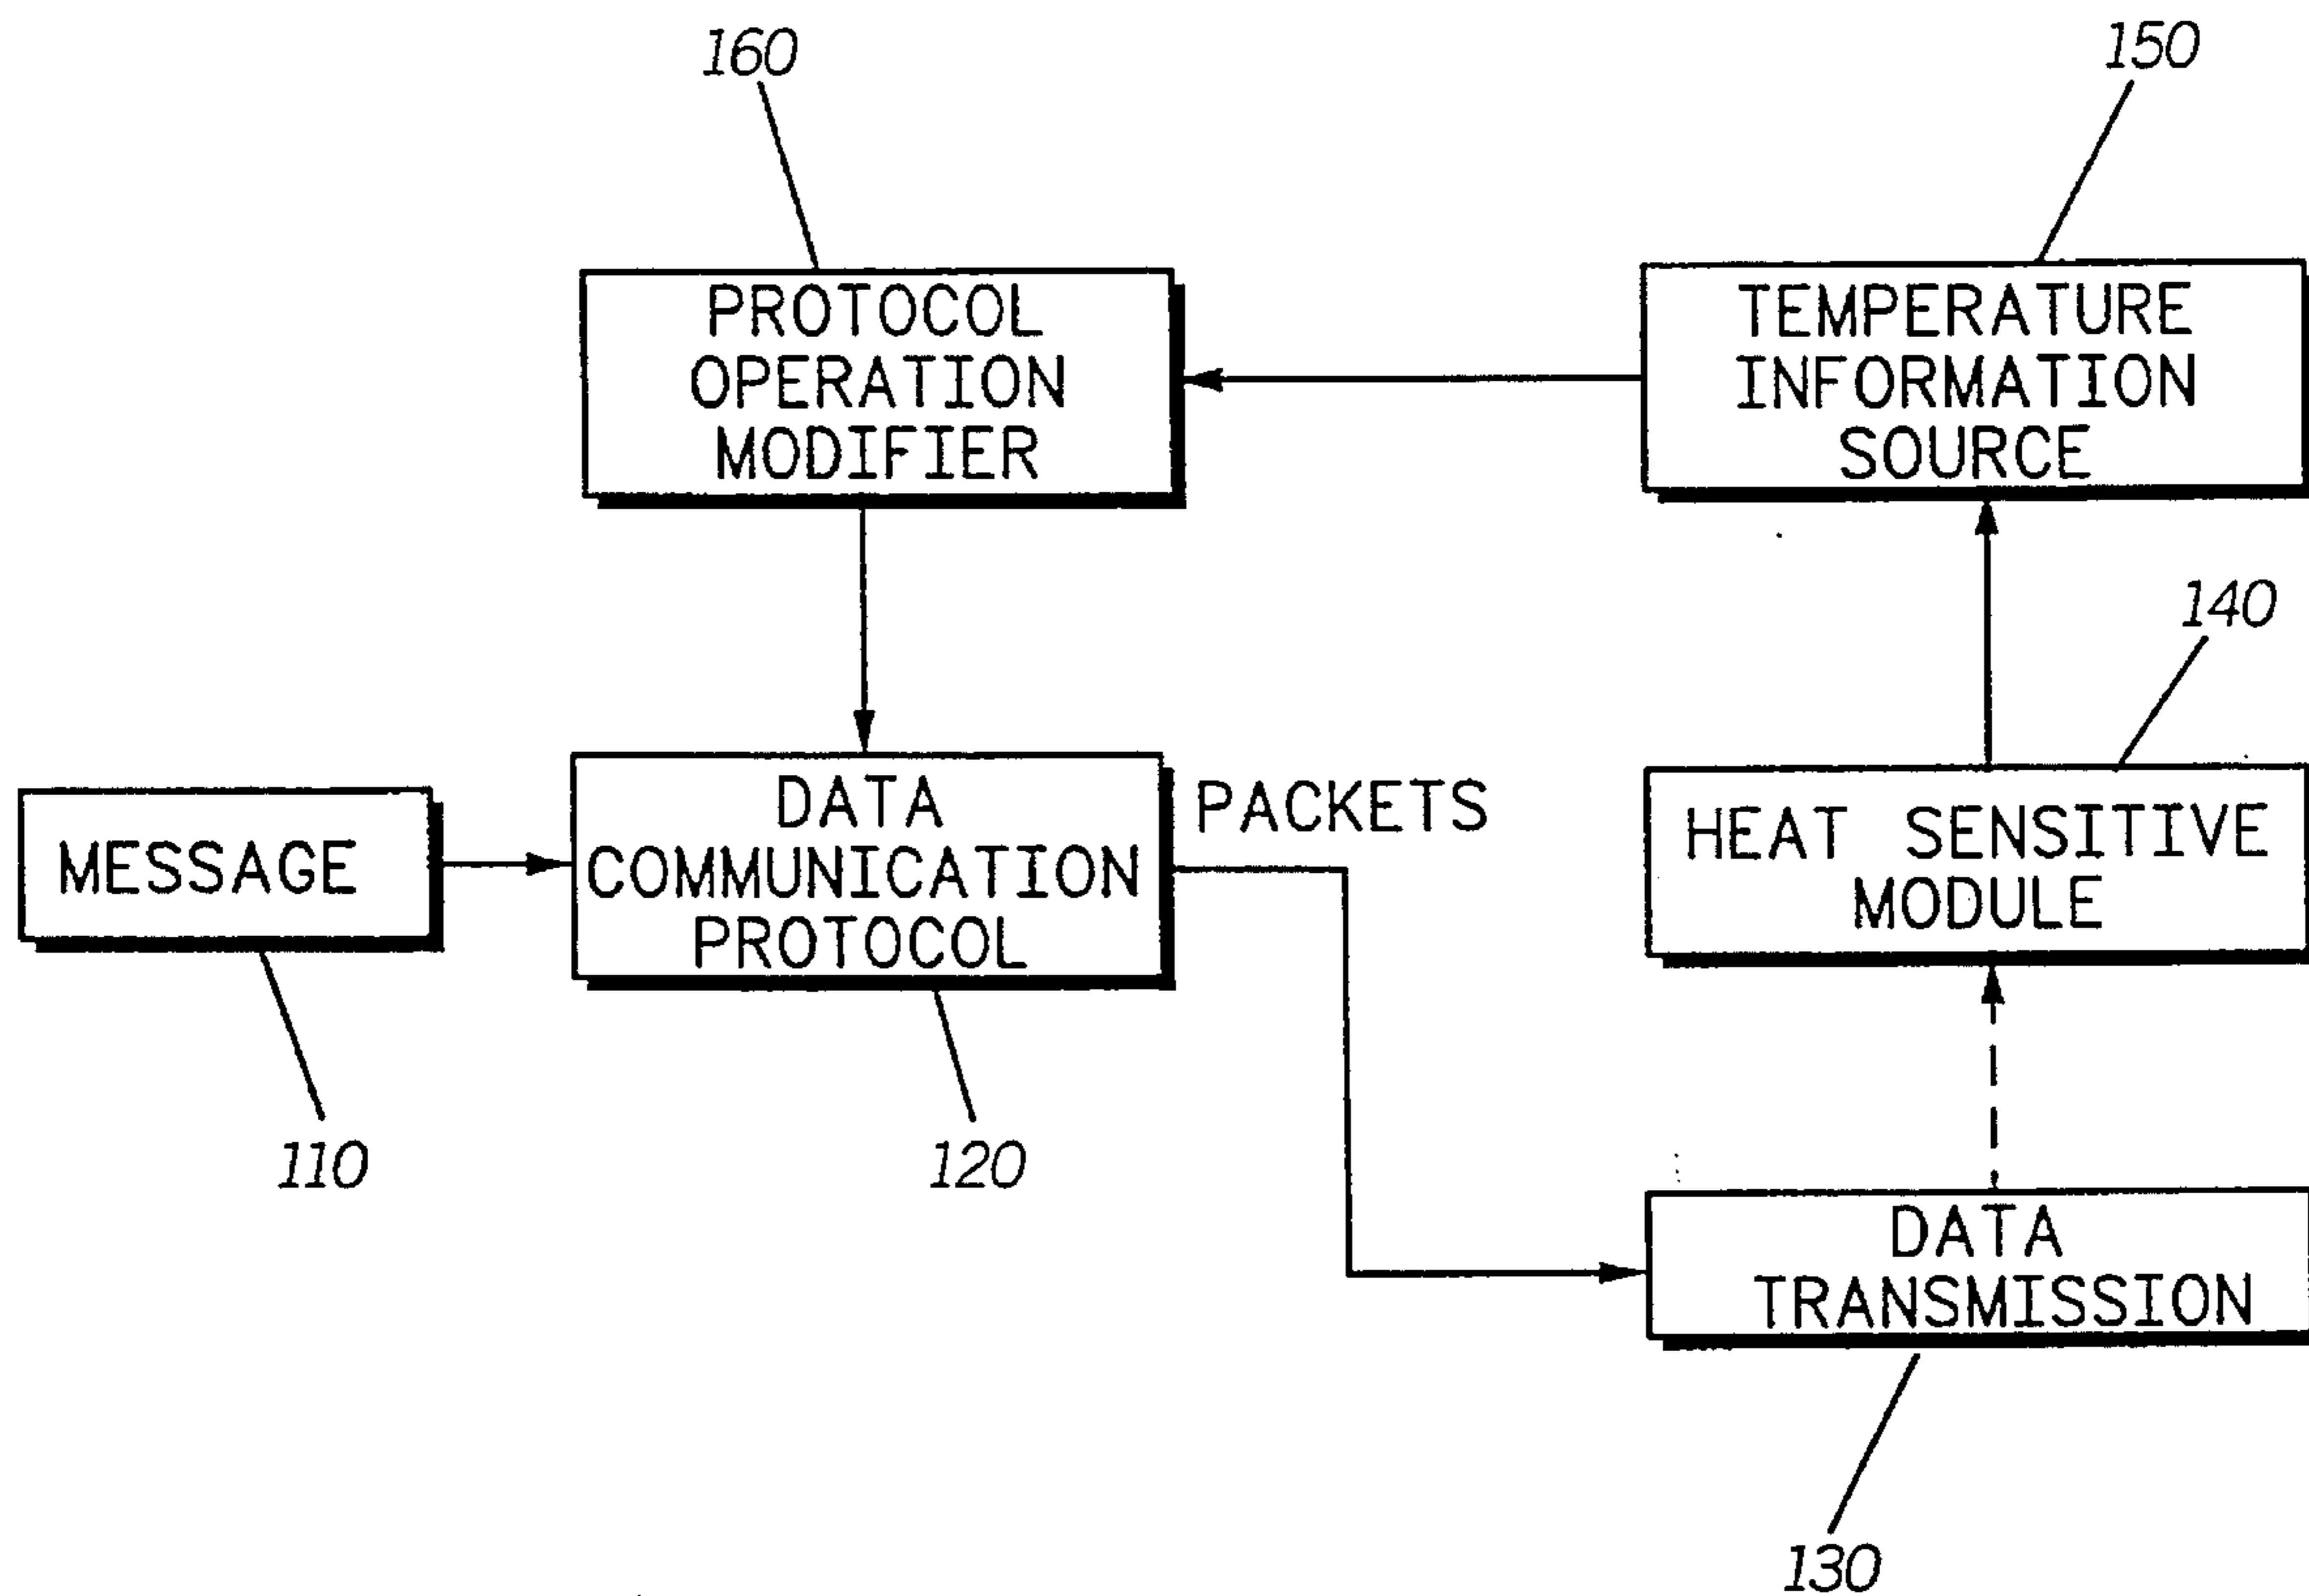 160
150
PROTOCOL
OPERATION
MODIFIER
TEMPERATURE
INFORMATION
SOURCE
140
MESSAGE
DATA
COMMUNICATION
PROTOCOL
PACKETS
HEAT SENSITIVE
MODULE
110
120
DATA
TRANSMISSION
130